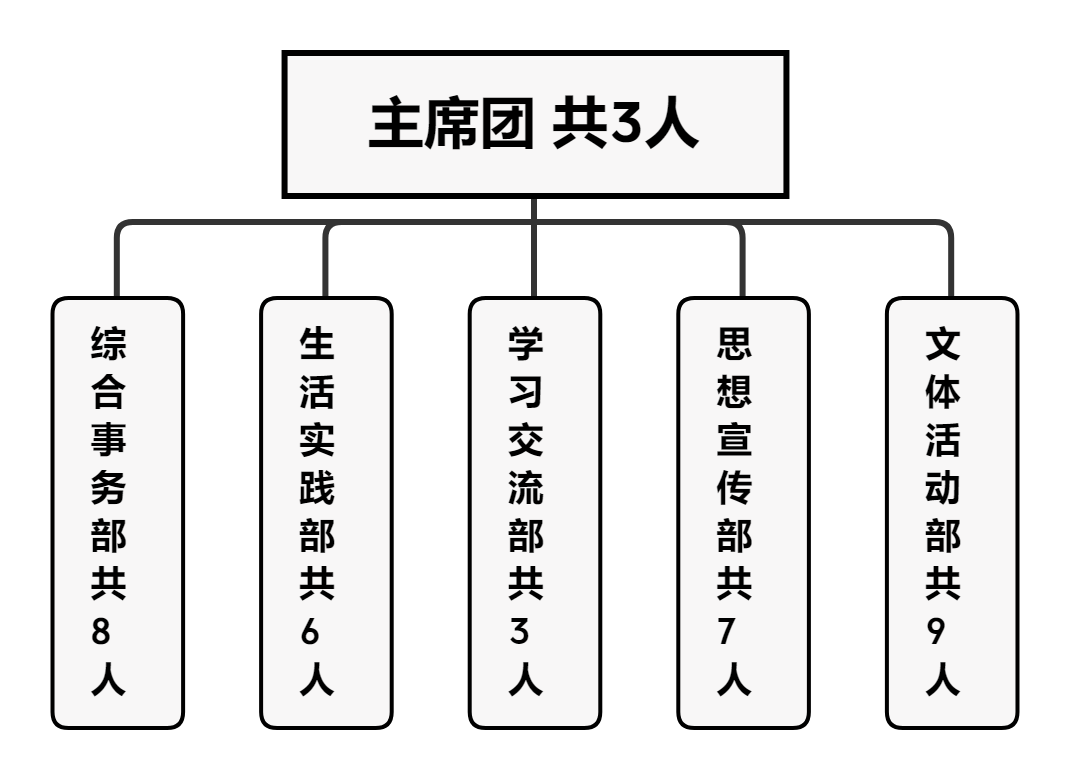 主席团 共3人
综合事务部共8人
生活实践部共6人
学习交流部共3人
思想宣传部共7人
文体活动部共9人